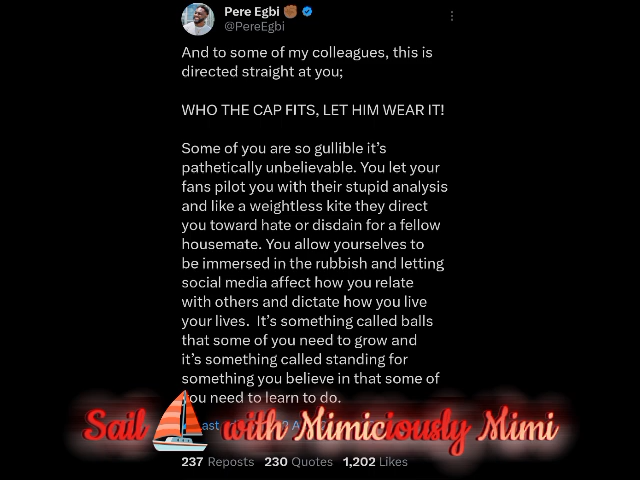 Pere Egbi
@PereEgbi
And to some of my colleagues, this is
directed straight at you;
WHO THE CAP FITS, LET HIM WEAR IT!
Some of you are so gullible it's
pathetically unbelievable. You let your
fans pilot you with their stupid analysis
and like a weightless kite they direct
you toward hate or disdain for a fellow
housemate. You allow yourselves to
be immersed in the rubbish and letting
social media affect how you relate
with others and dictate how you live
your lives.  It's something called balls
that some of you need to grow and
it's something called standing for
something you believe in that some of
you need to learn to do.
Sail with Mimiciously Mimi
Last
237 Reposts 230 Quotes 1,202 Likes